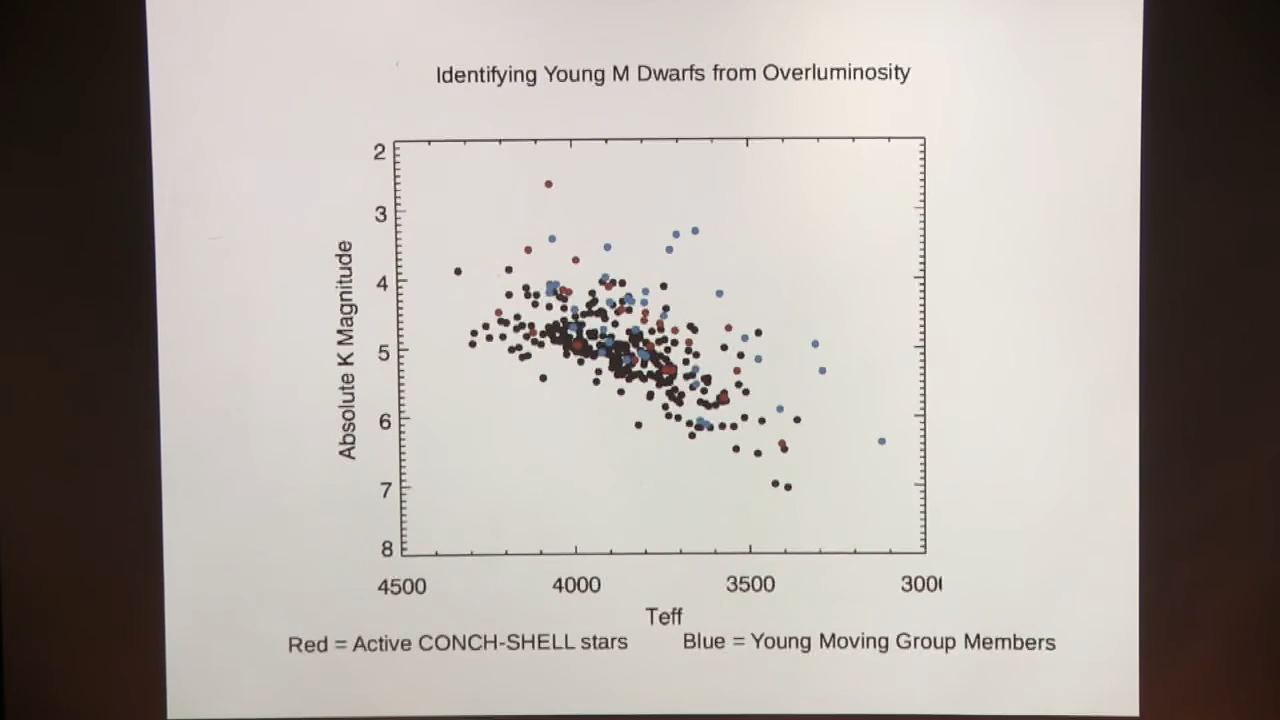 Identifying Young M Dwarfs from Overluminosity
2
3
4
5
6
7
8
Absolute K Magnitude
4500 4000 3500 300
Teff
Red = Active CONCH-SHELL stars Blue = Young Moving Group Members